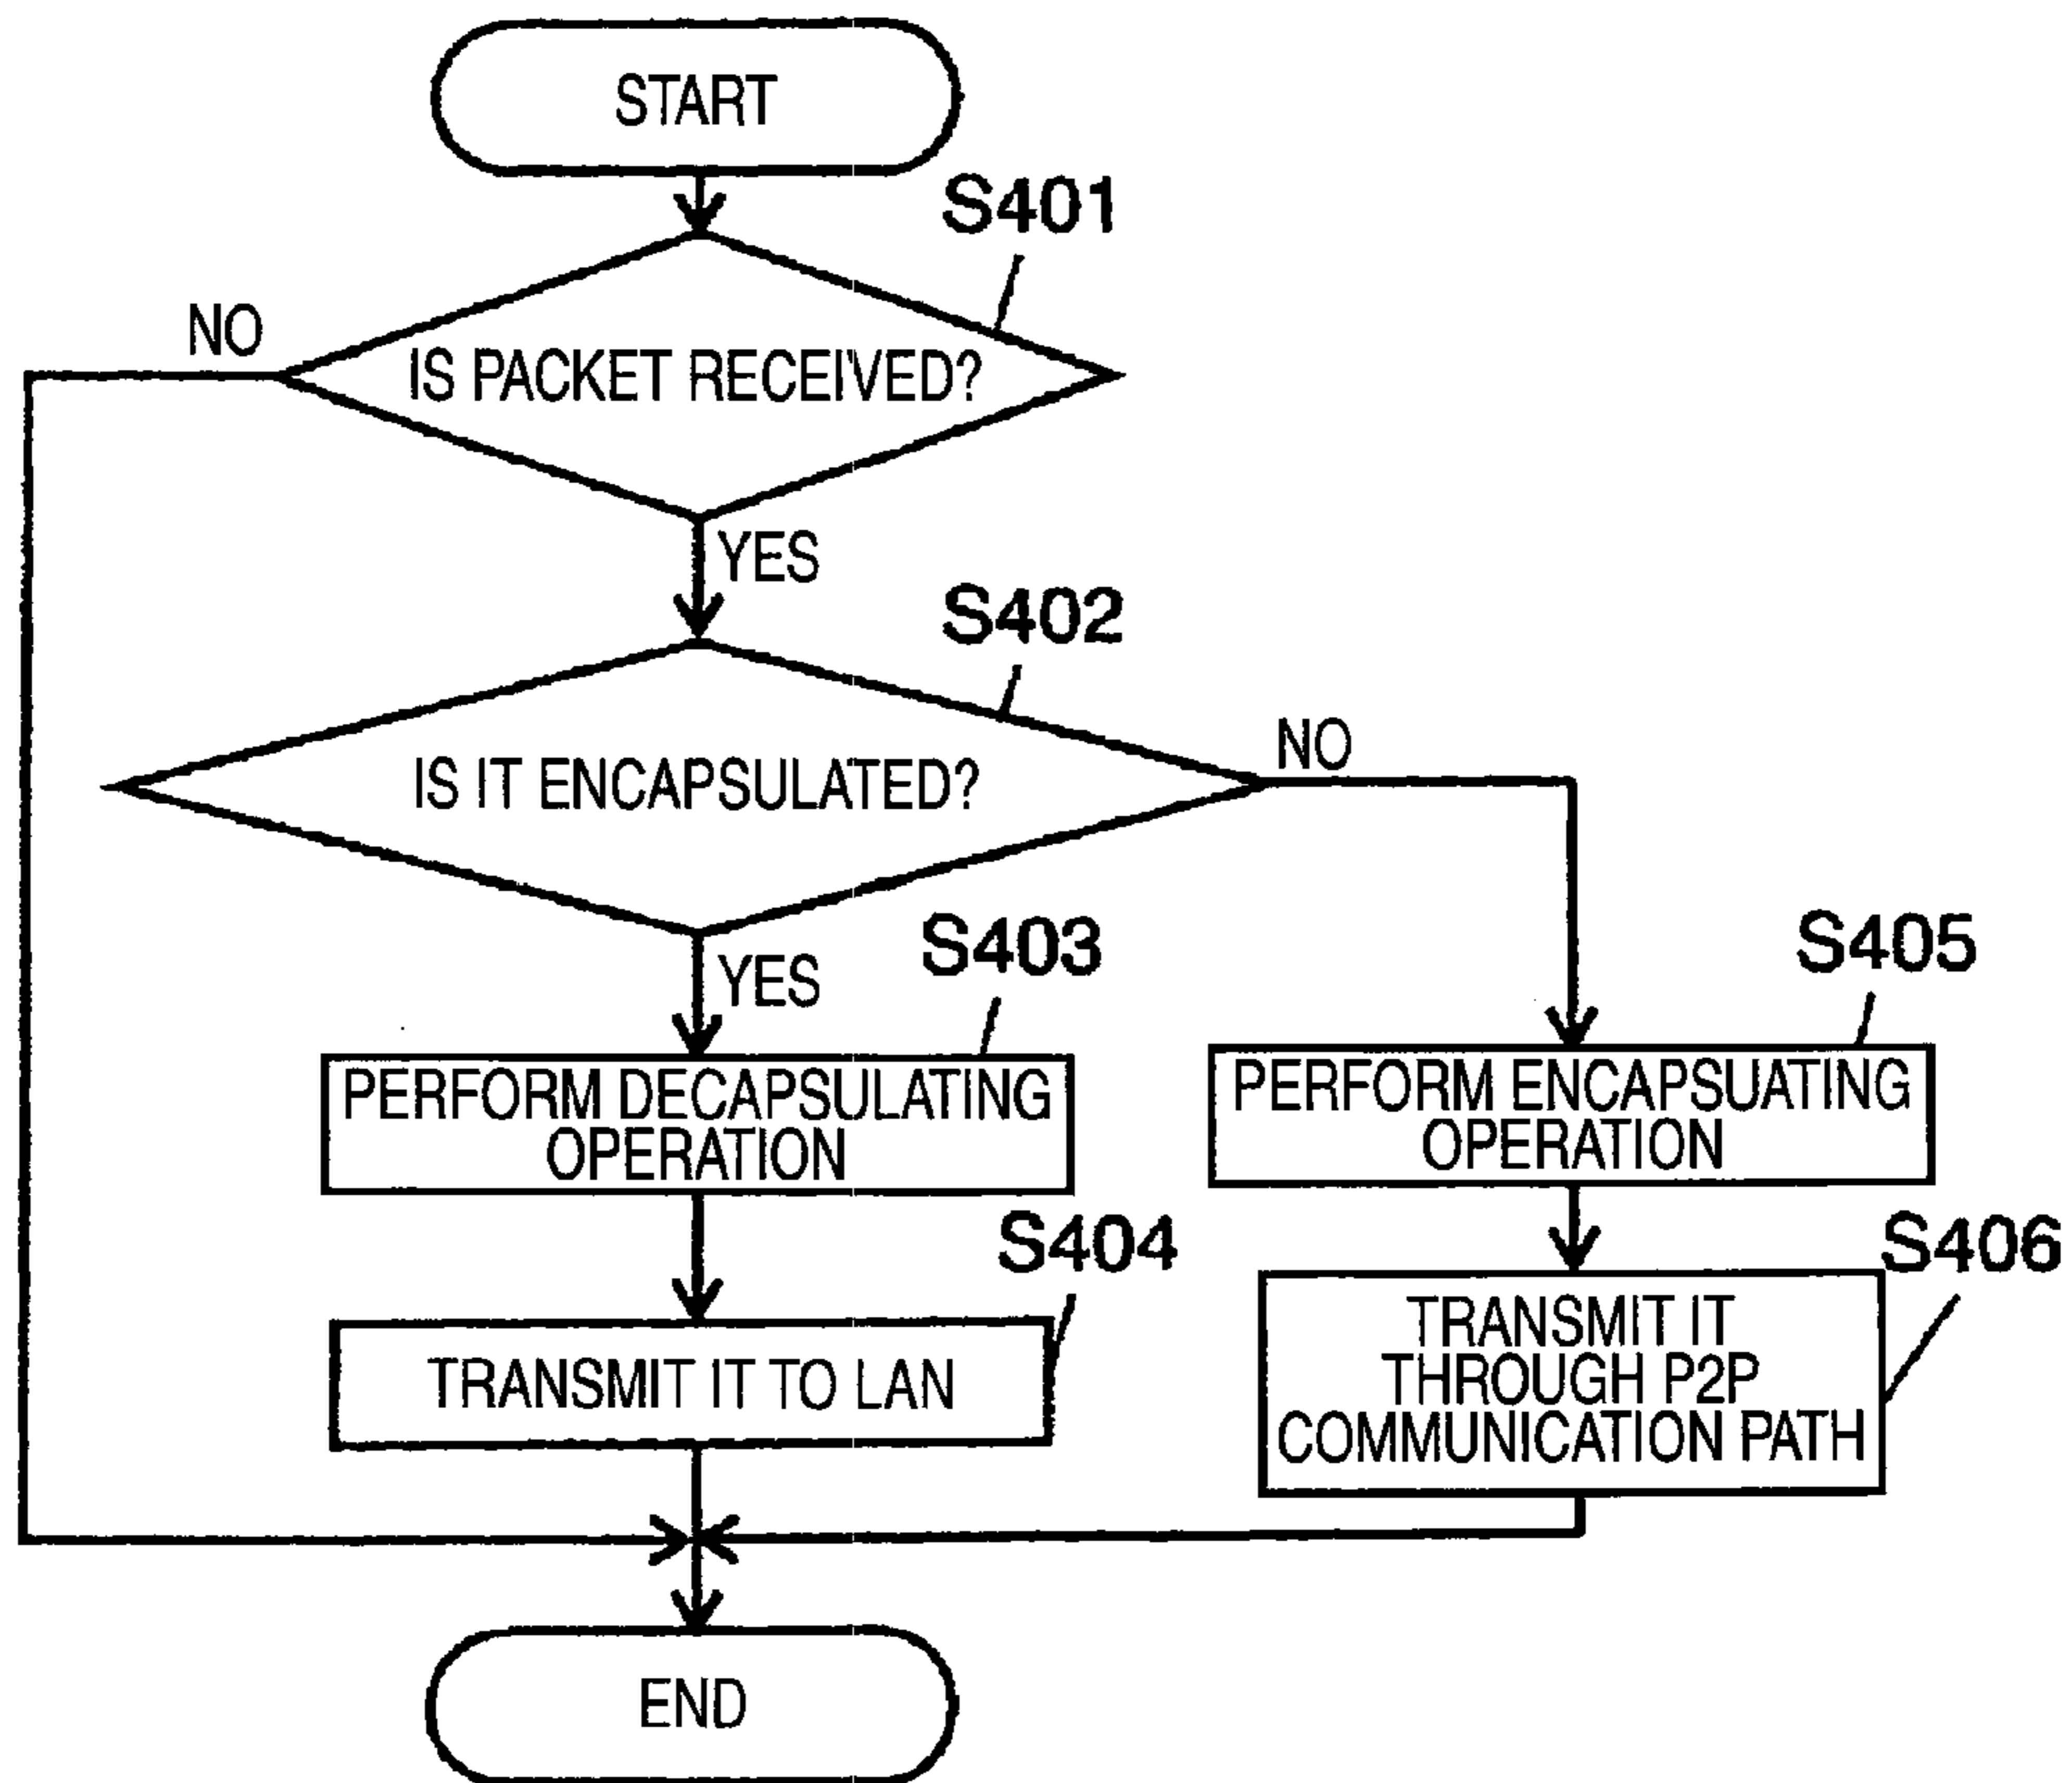 START
S401
NO
IS PACKET RECEIVED?
YES
S402
NO
IS IT ENCAPSULATED?
YES
S403
S405
PERFORM DECAPSULATING
OPERATION
PERFORM ENCAPSUATING
OPERATION
S404
S406
TRANSMIT IT TO LAN
TRANSMIT IT
THROUGH P2P
COMMUNICATION PATH
END